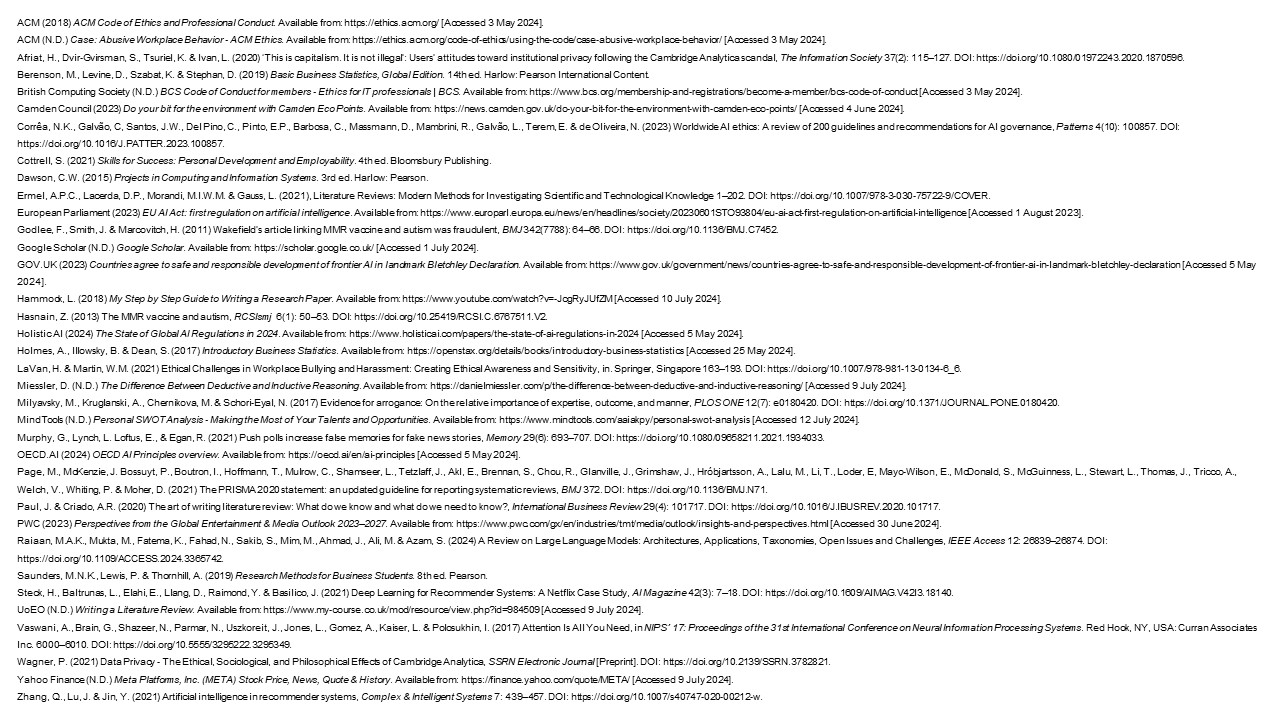 ACM (2018) ACM Code of Ethics and Professional Conduct. Available from: https://ethics.acm.org/ [Accessed 3 May 2024].
ACM (N.D.) Case: Abusive Workplace Behavior - ACM Ethics. Available from: https://ethics.acm.org/code-of-ethics/using-the-code/case-abusive-workplace-behavior/ [Accessed 3 May 2024].
Afriat, H., Dvir-Gvirsman, S., Tsuriel, K. & Ivan, L. (2020) 'This is capitalism. It is not illegal': Users' attitudes toward institutional privacy following the Cambridge Analytica scandal, The Information Society 37(2): 115–127. DOI: https://doi.org/10.1080/01972243.2020.1870596.
Berenson, M., Levine, D., Szabat, K. & Stephan, D. (2019) Basic Business Statistics, Global Edition. 14th ed. Harlow: Pearson International Content.
British Computing Society (N.D.) BCS Code of Conduct for members - Ethics for IT professionals | BCS. Available from: https://www.bcs.org/membership-and-registrations/become-a-member/bcs-code-of-conduct [Accessed 3 May 2024].
Camden Council (2023) Do your bit for the environment with Camden Eco Points. Available from: https://news.camden.gov.uk/do-your-bit-for-the-environment-with-camden-eco-points/ [Accessed 4 June 2024].
Corrêa, N.K., Galvão, C, Santos, J.W., Del Pino, C., Pinto, E.P., Barbosa, C., Massmann, D., Mambrini, R., Galvão, L., Terem, E. & de Oliveira, N. (2023) Worldwide AI ethics: A review of 200 guidelines and recommendations for AI governance, Patterns 4(10): 100857. DOI:
https://doi.org/10.1016/J.PATTER.2023.100857.
Cottrell, S. (2021) Skills for Success: Personal Development and Employability. 4th ed. Bloomsbury Publishing.
Dawson, C.W. (2015) Projects in Computing and Information Systems. 3rd ed. Harlow: Pearson.
Ermel, A.P.C., Lacerda, D.P., Morandi, M.I.W.M. & Gauss, L. (2021), Literature Reviews: Modern Methods for Investigating Scientific and Technological Knowledge 1–202. DOI: https://doi.org/10.1007/978-3-030-75722-9/COVER.
European Parliament (2023) EU AI Act: first regulation on artificial intelligence. Available from: https://www.europarl.europa.eu/news/en/headlines/society/20230601STO93804/eu-ai-act-first-regulation-on-artificial-intelligence [Accessed 1 August 2023].
Godlee, F., Smith, J. & Marcovitch, H. (2011) Wakefield's article linking MMR vaccine and autism was fraudulent, BMJ 342(7788): 64–66. DOI: https://doi.org/10.1136/BMJ.C7452.
Google Scholar (N.D.) Google Scholar. Available from: https://scholar.google.co.uk/ [Accessed 1 July 2024].
GOV.UK (2023) Countries agree to safe and responsible development of frontier AI in landmark Bletchley Declaration. Available from: https://www.gov.uk/government/news/countries-agree-to-safe-and-responsible-development-of-frontier-ai-in-landmark-bletchley-declaration [Accessed 5 May
2024].
Hammock, L. (2018) My Step by Step Guide to Writing a Research Paper. Available from: https://www.youtube.com/watch?v=-JcgRyJUfZM [Accessed 10 July 2024].
Hasnain, Z. (2013) The MMR vaccine and autism, RCSIsmj 6(1): 50–53. DOI: https://doi.org/10.25419/RCSI.C.6767511.V2.
Holistic AI (2024) The State of Global AI Regulations in 2024. Available from: https://www.holisticai.com/papers/the-state-of-ai-regulations-in-2024 [Accessed 5 May 2024].
Holmes, A., Illowsky, B. & Dean, S. (2017) Introductory Business Statistics. Available from: https://openstax.org/details/books/introductory-business-statistics [Accessed 25 May 2024].
LaVan, H. & Martin, W.M. (2021) Ethical Challenges in Workplace Bullying and Harassment: Creating Ethical Awareness and Sensitivity, in. Springer, Singapore 163–193. DOI: https://doi.org/10.1007/978-981-13-0134-6_6.
Miessler, D. (N.D.) The Difference Between Deductive and Inductive Reasoning. Available from: https://danielmiessler.com/p/the-difference-between-deductive-and-inductive-reasoning/ [Accessed 9 July 2024].
Milyavsky, M., Kruglanski, A., Chernikova, M. & Schori-Eyal, N. (2017) Evidence for arrogance: On the relative importance of expertise, outcome, and manner, PLOS ONE 12(7): e0180420. DOI: https://doi.org/10.1371/JOURNAL.PONE.0180420.
MindTools (N.D.) Personal SWOT Analysis - Making the Most of Your Talents and Opportunities. Available from: https://www.mindtools.com/aaiakpy/personal-swot-analysis [Accessed 12 July 2024].
Murphy, G., Lynch, L. Loftus, E., & Egan, R. (2021) Push polls increase false memories for fake news stories, Memory 29(6): 693–707. DOI: https://doi.org/10.1080/09658211.2021.1934033.
OECD.AI (2024) OECD AI Principles overview. Available from: https://oecd.ai/en/ai-principles [Accessed 5 May 2024].
Page, M., McKenzie, J. Bossuyt, P., Boutron, I., Hoffmann, T., Mulrow, C., Shamseer, L., Tetzlaff, J., Akl, E., Brennan, S., Chou, R., Glanville, J., Grimshaw, J., Hróbjartsson, A., Lalu, M., Li, T., Loder, E, Mayo-Wilson, E., McDonald, S., McGuinness, L., Stewart, L., Thomas, J., Tricco, A.,
Welch, V., Whiting, P. & Moher, D. (2021) The PRISMA 2020 statement: an updated guideline for reporting systematic reviews, BMJ 372. DOI: https://doi.org/10.1136/BMJ.N71.
Paul, J. & Criado, A.R. (2020) The art of writing literature review: What do we know and what do we need to know?, International Business Review 29(4): 101717. DOI: https://doi.org/10.1016/J.IBUSREV.2020.101717.
PWC (2023) Perspectives from the Global Entertainment & Media Outlook 2023–2027. Available from: https://www.pwc.com/gx/en/industries/tmt/media/outlook/insights-and-perspectives.html [Accessed 30 June 2024].
Raiaan, M.A.K., Mukta, M., Fatema, K., Fahad, N., Sakib, S., Mim, M., Ahmad, J., Ali, M. & Azam, S. (2024) A Review on Large Language Models: Architectures, Applications, Taxonomies, Open Issues and Challenges, IEEE Access 12: 26839–26874. DOI:
https://doi.org/10.1109/ACCESS.2024.3365742.
Saunders, M.N.K., Lewis, P. & Thornhill, A. (2019) Research Methods for Business Students. 8th ed. Pearson.
Steck, H., Baltrunas, L., Elahi, E., Liang, D., Raimond, Y. & Basilico, J. (2021) Deep Learning for Recommender Systems: A Netflix Case Study, AI Magazine 42(3): 7–18. DOI: https://doi.org/10.1609/AIMAG.V42I3.18140.
UoEO (N.D.) Writing a Literature Review. Available from: https://www.my-course.co.uk/mod/resource/view.php?id=984509 [Accessed 9 July 2024].
Vaswani, A., Brain, G., Shazeer, N., Parmar, N., Uszkoreit, J., Jones, L., Gomez, A., Kaiser, L. & Polosukhin, I. (2017) Attention Is All You Need, in NIPS' 17: Proceedings of the 31st International Conference on Neural Information Processing Systems. Red Hook, NY, USA: Curran Associates
Inc. 6000–6010. DOI: https://doi.org/10.5555/3295222.3295349.
Wagner, P. (2021) Data Privacy - The Ethical, Sociological, and Philosophical Effects of Cambridge Analytica, SSRN Electronic Journal [Preprint]. DOI: https://doi.org/10.2139/SSRN.3782821.
Yahoo Finance (N.D.) Meta Platforms, Inc. (META) Stock Price, News, Quote & History. Available from: https://finance.yahoo.com/quote/META/ [Accessed 9 July 2024].
Zhang, Q., Lu, J. & Jin, Y. (2021) Artificial intelligence in recommender systems, Complex & Intelligent Systems 7: 439–457. DOI: https://doi.org/10.1007/s40747-020-00212-w.